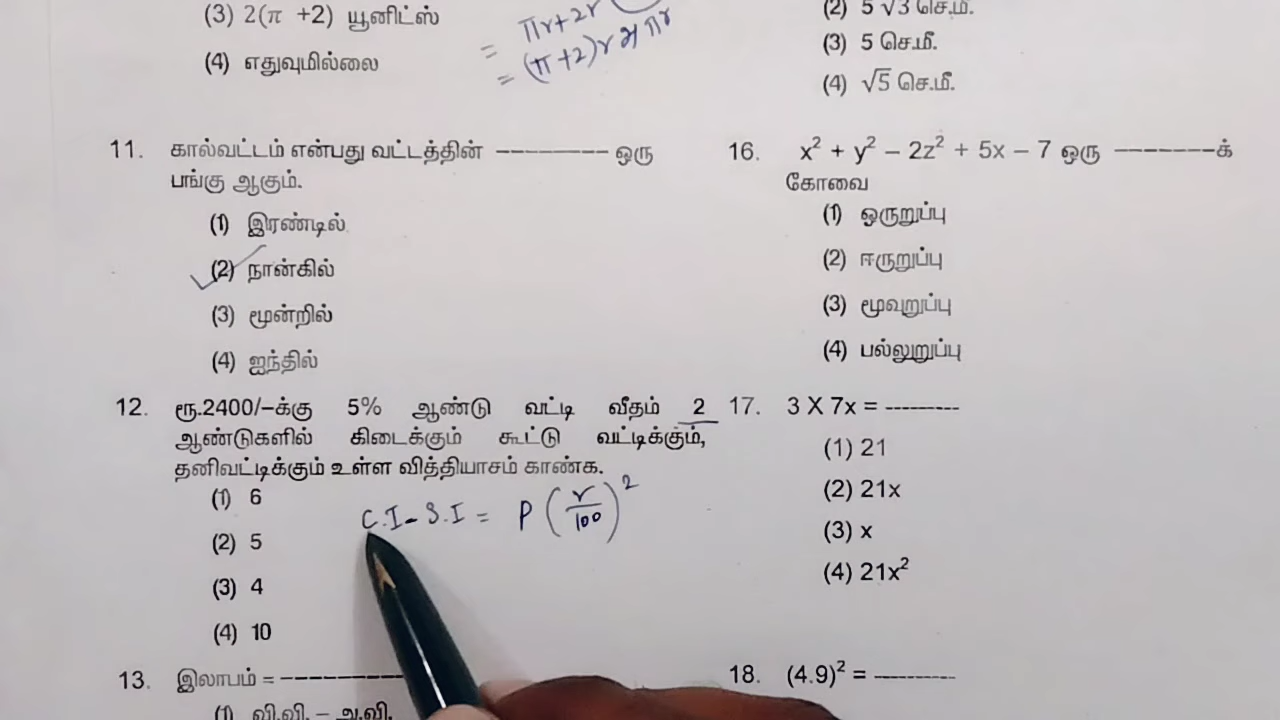 (3) 2(π +2) யூனிட்ஸ்
(4) எதுவுமில்லை
= πr+2r
= (π+2)r அ πr
11. கால்வட்டம் என்பது வட்டத்தின் ---------- ஒரு
பங்கு ஆகும்.
(1) இரண்டில்
(2) நான்கில்
(3) மூன்றில்
(4) ஐந்தில்
12. ரூ.2400/–க்கு 5% ஆண்டு வட்டி வீதம் 2
ஆண்டுகளில் கிடைக்கும் கூட்டு வட்டிக்கும்,
தனிவட்டிக்கும் உள்ள வித்தியாசம் காண்க.
(1) 6
(2) 5
(3) 4
(4) 10
C.I - S.I = P (r/100)²
13. இலாபம் = -----------
(1) வி.வி. – அ.வி.
(2) 5 √3 செ.மீ.
(3) 5 செ.மீ.
(4) √5 செ.மீ.
16. x² + y² – 2z² + 5x – 7 ஒரு ---------க்
கோவை
(1) ஒருறுப்பு
(2) ஈருறுப்பு
(3) மூவுறுப்பு
(4) பல்லுறுப்பு
17. 3 X 7x = ---------
(1) 21
(2) 21x
(3) x
(4) 21x²
18. (4.9)² = ----------